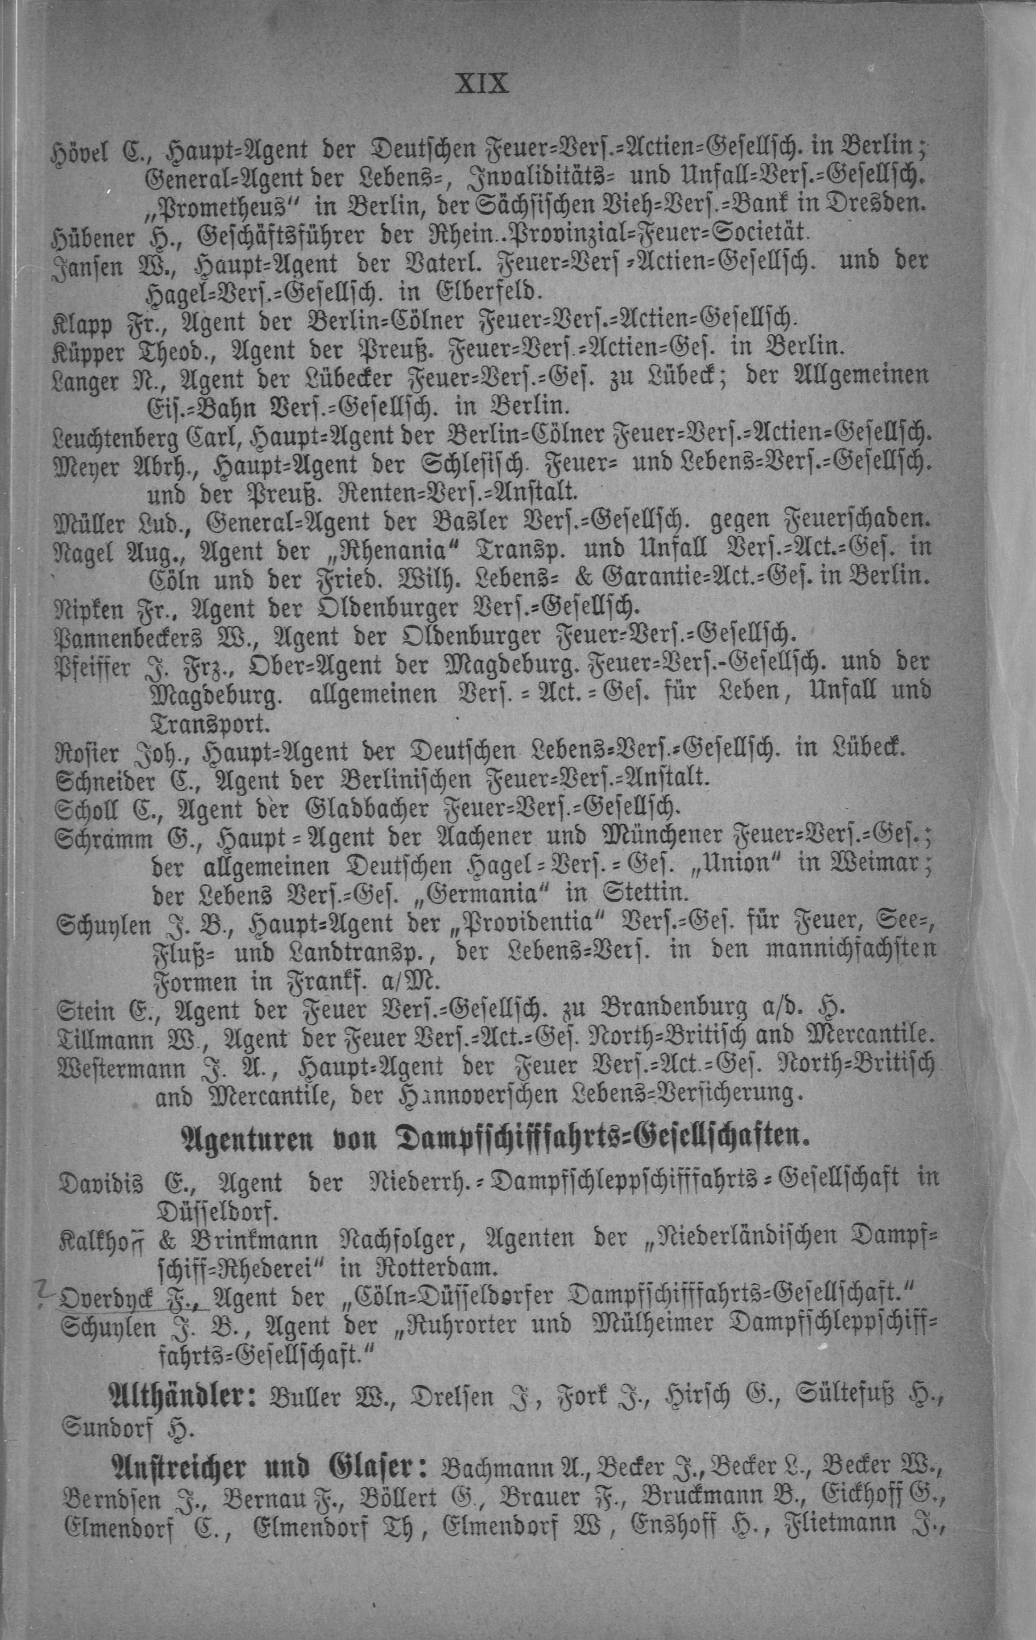 XIX
Hövel C., Haupt-Agent der Deutschen Feuer-Vers.-Actien-Gesellsch. in Berlin;
General-Agent der Lebens-, Invaliditäts- und Unfall-Vers.-Gesellsch.
„Prometheus“ in Berlin, der Sächsischen Vieh-Vers.-Bank in Dresden.
Hübener H., Geschäftsführer der Rhein..Provinzial-Feuer-Societät.
Jansen W., Haupt-Agent der Vaterl. Feuer-Vers-Actien-Gesellsch. und der
Hagel-Vers.-Gesellsch. in Elberfeld.
Klapp Fr., Agent der Berlin-Cölner Feuer-Vers.-Actien-Gesellsch.
Küpper Theod., Agent der Preuß. Feuer-Vers.-Actien-Ges. in Berlin.
Langer N., Agent der Lübecker Feuer-Vers.-Ges. zu Lübeck; der Allgemeinen
Eis.-Bahn Vers.-Gesellsch. in Berlin.
Leuchtenberg Carl, Haupt-Agent der Berlin-Cölner Feuer-Vers.-Actien-Gesellsch.
Meyer Abrh., Haupt-Agent der Schlesisch. Feuer- und Lebens-Vers.-Gesellsch.
und der Preuß. Renten-Vers.-Anstalt.
Müller Lud., General-Agent der Basler Vers.-Gesellsch. gegen Feuerschaden.
Nagel Aug., Agent der „Rhenania“ Transp. und Unfall Vers.-Act.-Ges. in
Cöln und der Fried. Wilh. Lebens- & Garantie-Act.-Ges. in Berlin.
Nipken Fr., Agent der Oldenburger Vers.-Gesellsch.
Pannenbeckers W., Agent der Oldenburger Feuer-Vers.-Gesellsch.
Pfeiffer J. Frz., Ober-Agent der Magdeburg. Feuer-Vers.-Gesellsch. und der
Magdeburg. allgemeinen Vers.-Act.-Ges. für Leben, Unfall und
Transport.
Rosier Joh., Haupt-Agent der Deutschen Lebens-Vers.-Gesellsch. in Lübeck.
Schneider C., Agent der Berlinischen Feuer-Vers.-Anstalt.
Scholl C., Agent der Gladbacher Feuer-Vers.-Gesellsch.
Schramm G., Haupt-Agent der Aachener und Münchener Feuer-Vers.-Ges.;
der allgemeinen Deutschen Hagel-Vers.-Ges. „Union“ in Weimar;
der Lebens Vers.-Ges. „Germania“ in Stettin.
Schuylen J. B., Haupt-Agent der „Providentia“ Vers.-Ges. für Feuer, See-,
Fluß- und Landtransp., der Lebens-Vers. in den mannichfachsten
Formen in Frankf. a/M.
Stein E., Agent der Feuer Vers.-Gesellsch. zu Brandenburg a/d. H.
Tillmann W., Agent der Feuer Vers.-Act.-Ges. North-Britisch and Mercantile.
Westermann J. A., Haupt-Agent der Feuer Vers.-Act.-Ges. North-Britisch
and Mercantile, der Hannoverschen Lebens-Versicherung.
Agenturen von Dampfschifffahrts-Gesellschaften.
Davidis E., Agent der Niederrh.-Dampfschleppschifffahrts-Gesellschaft in
Düsseldorf.
Kalkhoff & Brinkmann Nachfolger, Agenten der „Niederländischen Dampf-
schiff-Rhederei“ in Rotterdam.
? Overdyck F., Agent der „Cöln-Düsseldorfer Dampfschifffahrts-Gesellschaft.“
Schuylen J. B., Agent der „Ruhrorter und Mülheimer Dampfschleppschiff-
fahrts-Gesellschaft.“
Althändler: Buller W., Drelsen J, Fork J., Hirsch G., Sültefuß H.,
Sundorf H.
Anstreicher und Glaser: Bachmann A., Becker J., Becker L., Becker W.,
Berndsen J., Bernau F., Böllert G., Brauer F., Bruckmann B., Eickhoff G.,
Elmendorf C., Elmendorf Th, Elmendorf W, Enshoff H., Flietmann J.,